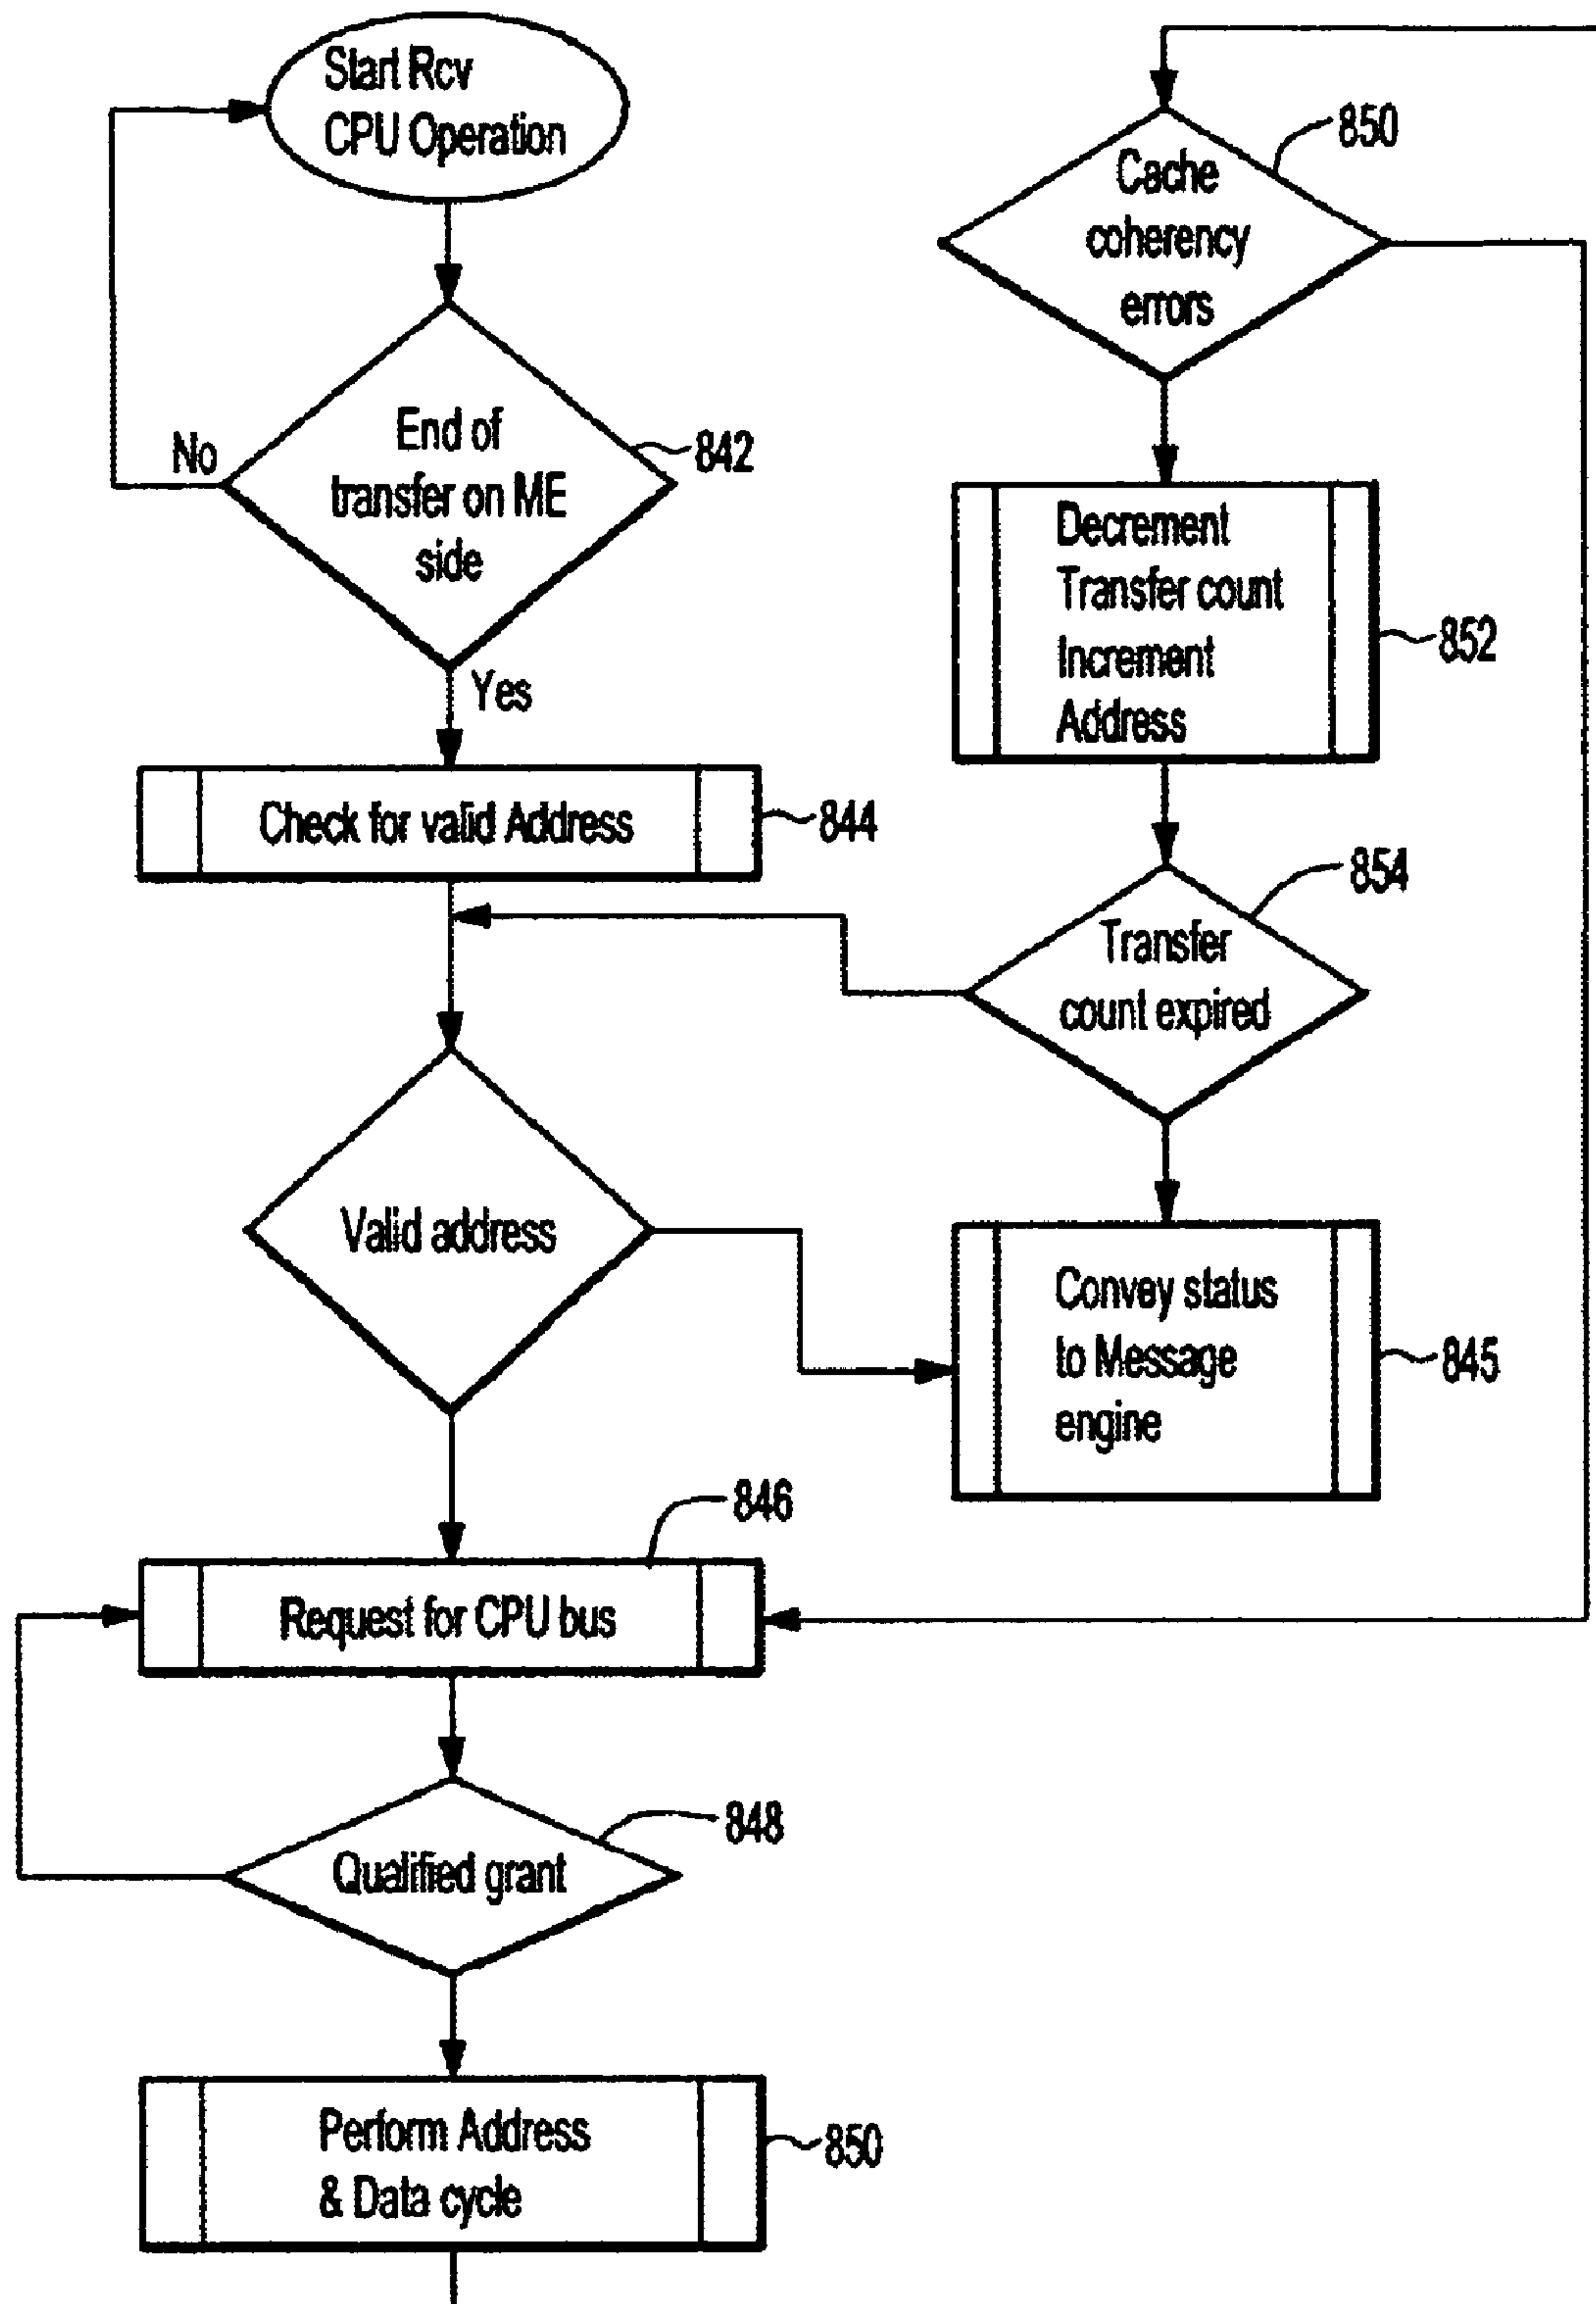 Start Rcv
CPU Operation
End of
transfer on ME
side
842
No
Yes
Check for valid Address
844
Valid address
Request for CPU bus
846
Qualified grant
848
Perform Address
& Data cycle
850
Cache
coherency
errors
850
Decrement
Transfer count
Increment
Address
852
Transfer
count expired
854
Convey status
to Message
engine
845